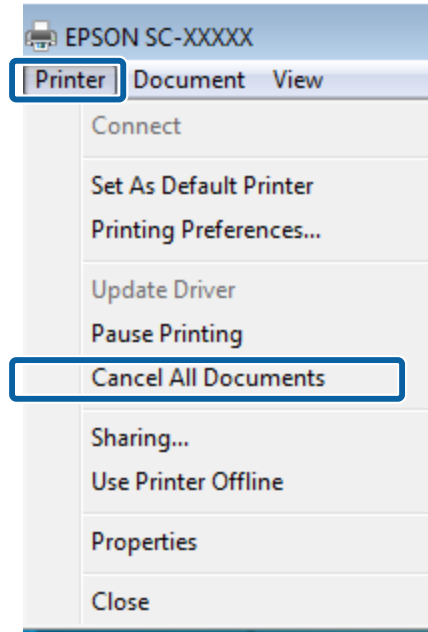 EPSON SC-XXXXX
Printer Document View
Connect
Set As Default Printer
Printing Preferences...
Update Driver
Pause Printing
Cancel All Documents
Sharing...
Use Printer Offline
Properties
Close